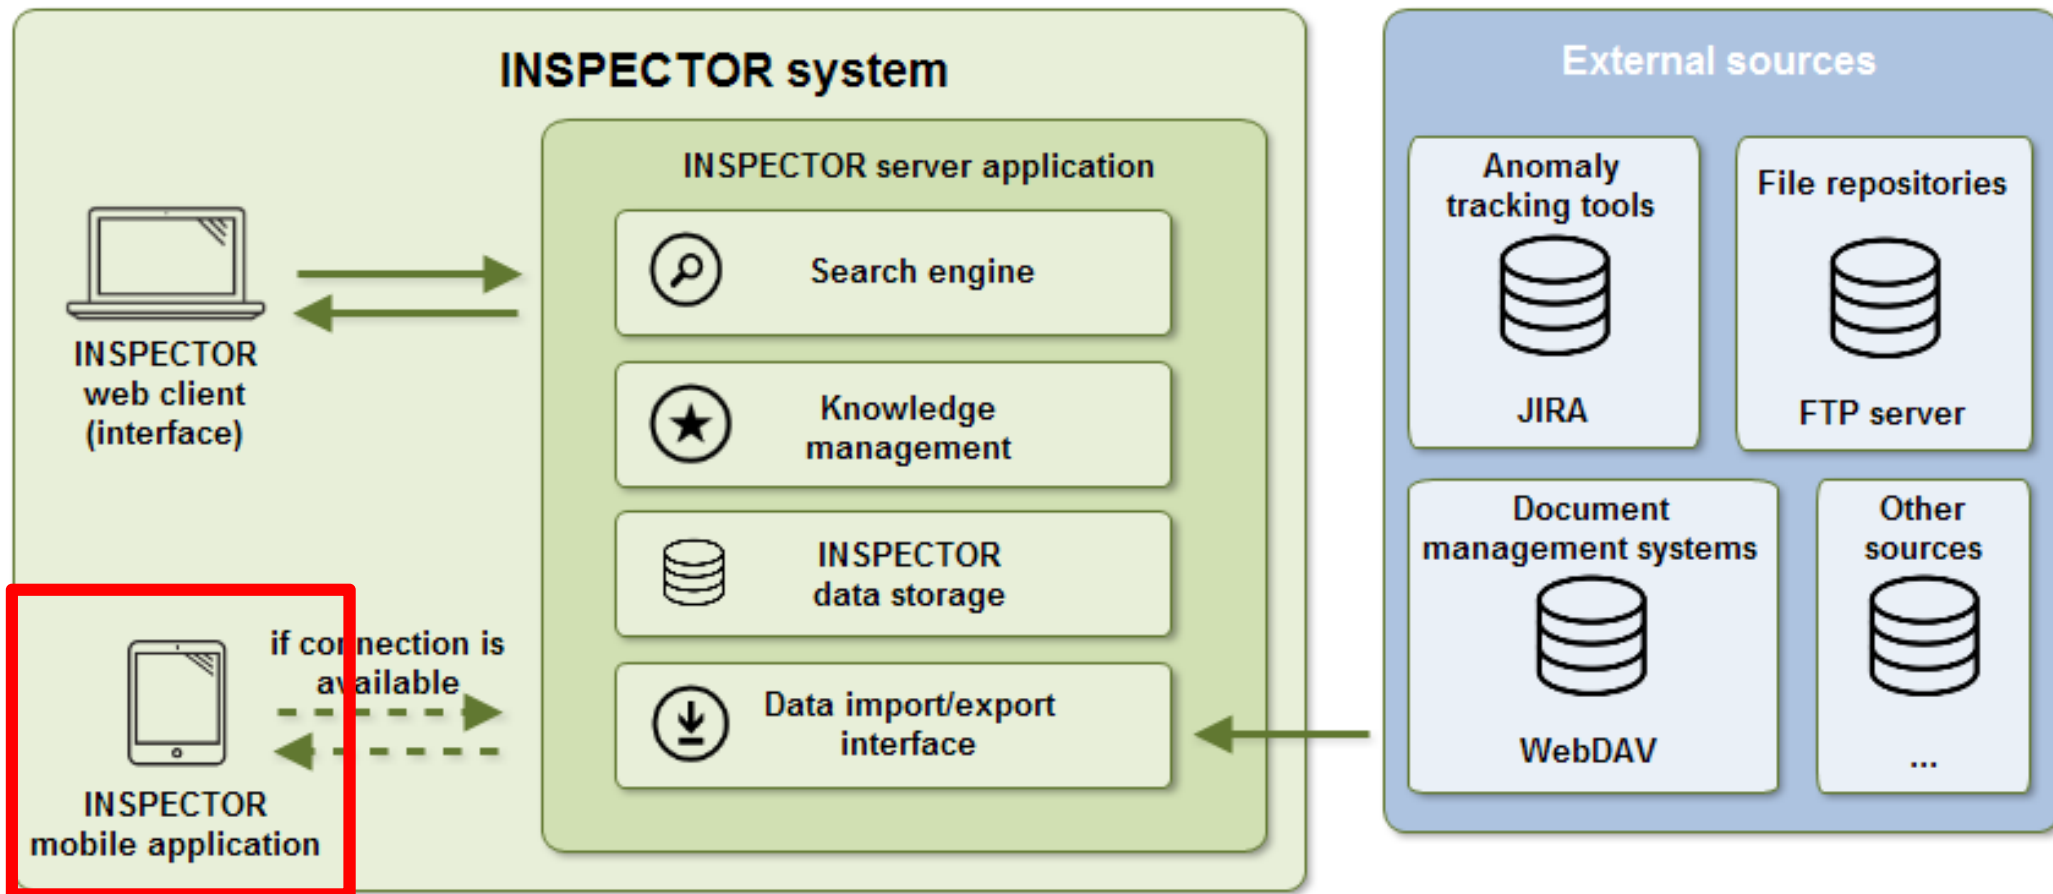 INSPECTOR system
INSPECTOR server application
Search engine
Knowledge
management
INSPECTOR
data storage
Data import/export
interface
INSPECTOR
web client
(interface)
if connection is
available
INSPECTOR
mobile application
External sources
Anomaly
tracking tools
JIRA
File repositories
FTP server
Document
management systems
WebDAV
Other
sources
...